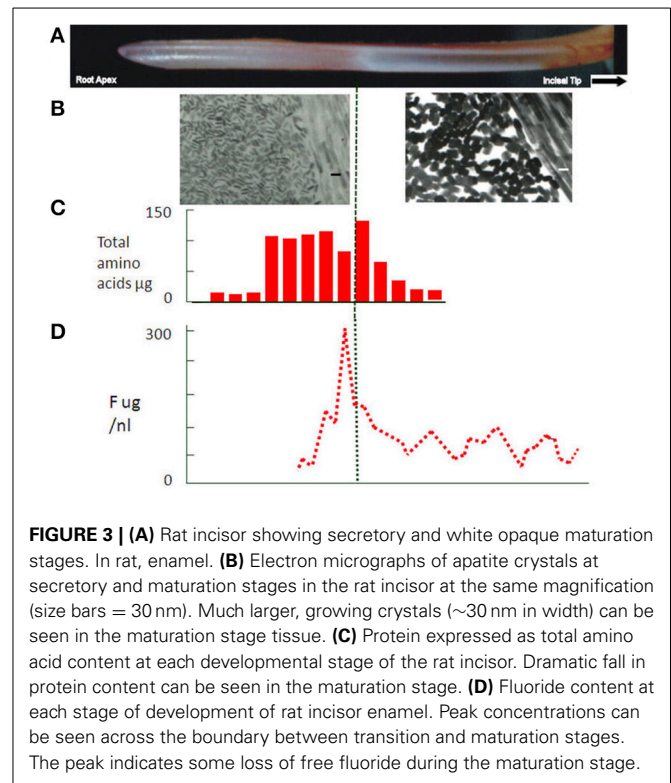 A
Root Apex
Incisal Tip
B
C
150
Total
amino
acids µg
0
D
300
F ug
/nl
0
FIGURE 3 | (A) Rat incisor showing secretory and white opaque maturation
stages. In rat, enamel. (B) Electron micrographs of apatite crystals at
secretory and maturation stages in the rat incisor at the same magnification
(size bars = 30 nm). Much larger, growing crystals (∼30 nm in width) can be
seen in the maturation stage tissue. (C) Protein expressed as total amino
acid content at each developmental stage of the rat incisor. Dramatic fall in
protein content can be seen in the maturation stage. (D) Fluoride content at
each stage of development of rat incisor enamel. Peak concentrations can
be seen across the boundary between transition and maturation stages.
The peak indicates some loss of free fluoride during the maturation stage.